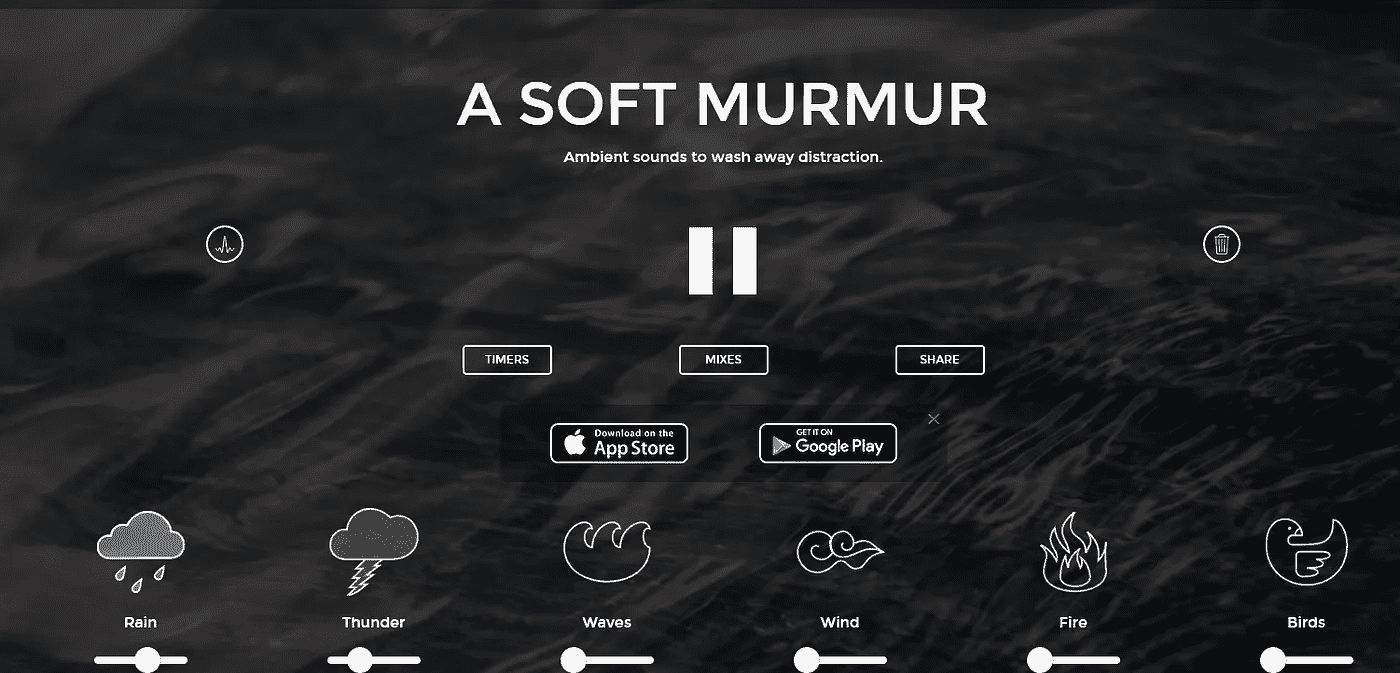 A SOFT MURMUR
Ambient sounds to wash away distraction.
TIMERS MIXES SHARE
Download on the GET IT ON
App Store Google Play
Rain Thunder Waves Wind Fire Birds